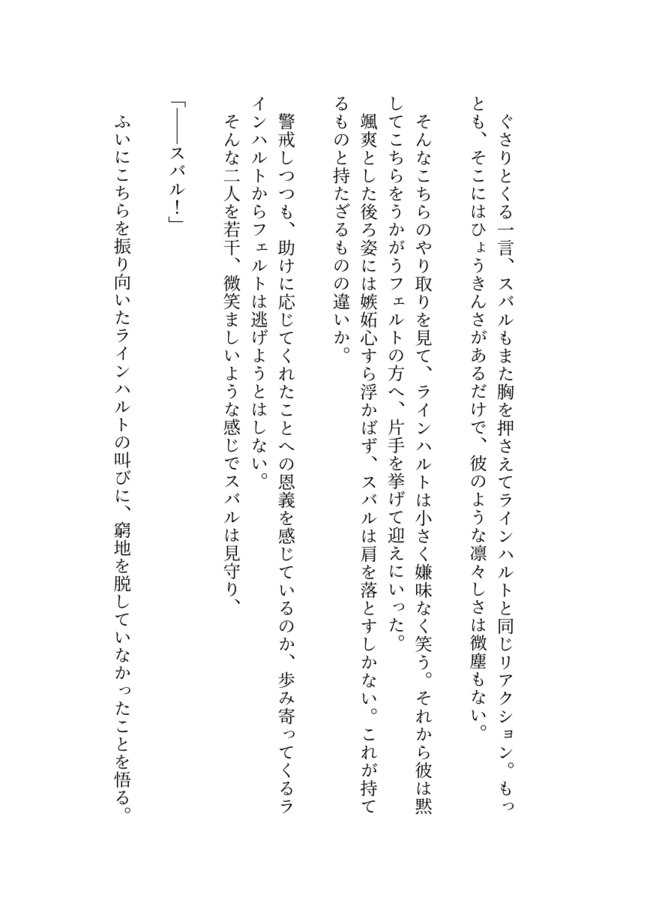 ぐさりとくる一言、スバルもまた胸を押さえてラインハルトと同じリアクション。もっ
とも、そこにはひょうきんさがあるだけで、彼のような凛々しさは微塵もない。
　そんなこちらのやり取りを見て、ラインハルトは小さく嫌味なく笑う。それから彼は黙
してこちらをうかがうフェルトの方へ、片手を挙げて迎えにいった。
　颯爽とした後ろ姿には嫉妬心すら浮かばず、スバルは肩を落とすしかない。これが持て
るものと持たざるものの違いか。
　警戒しつつも、助けに応じてくれたことへの恩義を感じているのか、歩み寄ってくるラ
インハルトからフェルトは逃げようとはしない。
　そんな二人を若干、微笑ましいような感じでスバルは見守り、
「――スバル！」
　ふいにこちらを振り向いたラインハルトの叫びに、窮地を脱していなかったことを悟る。